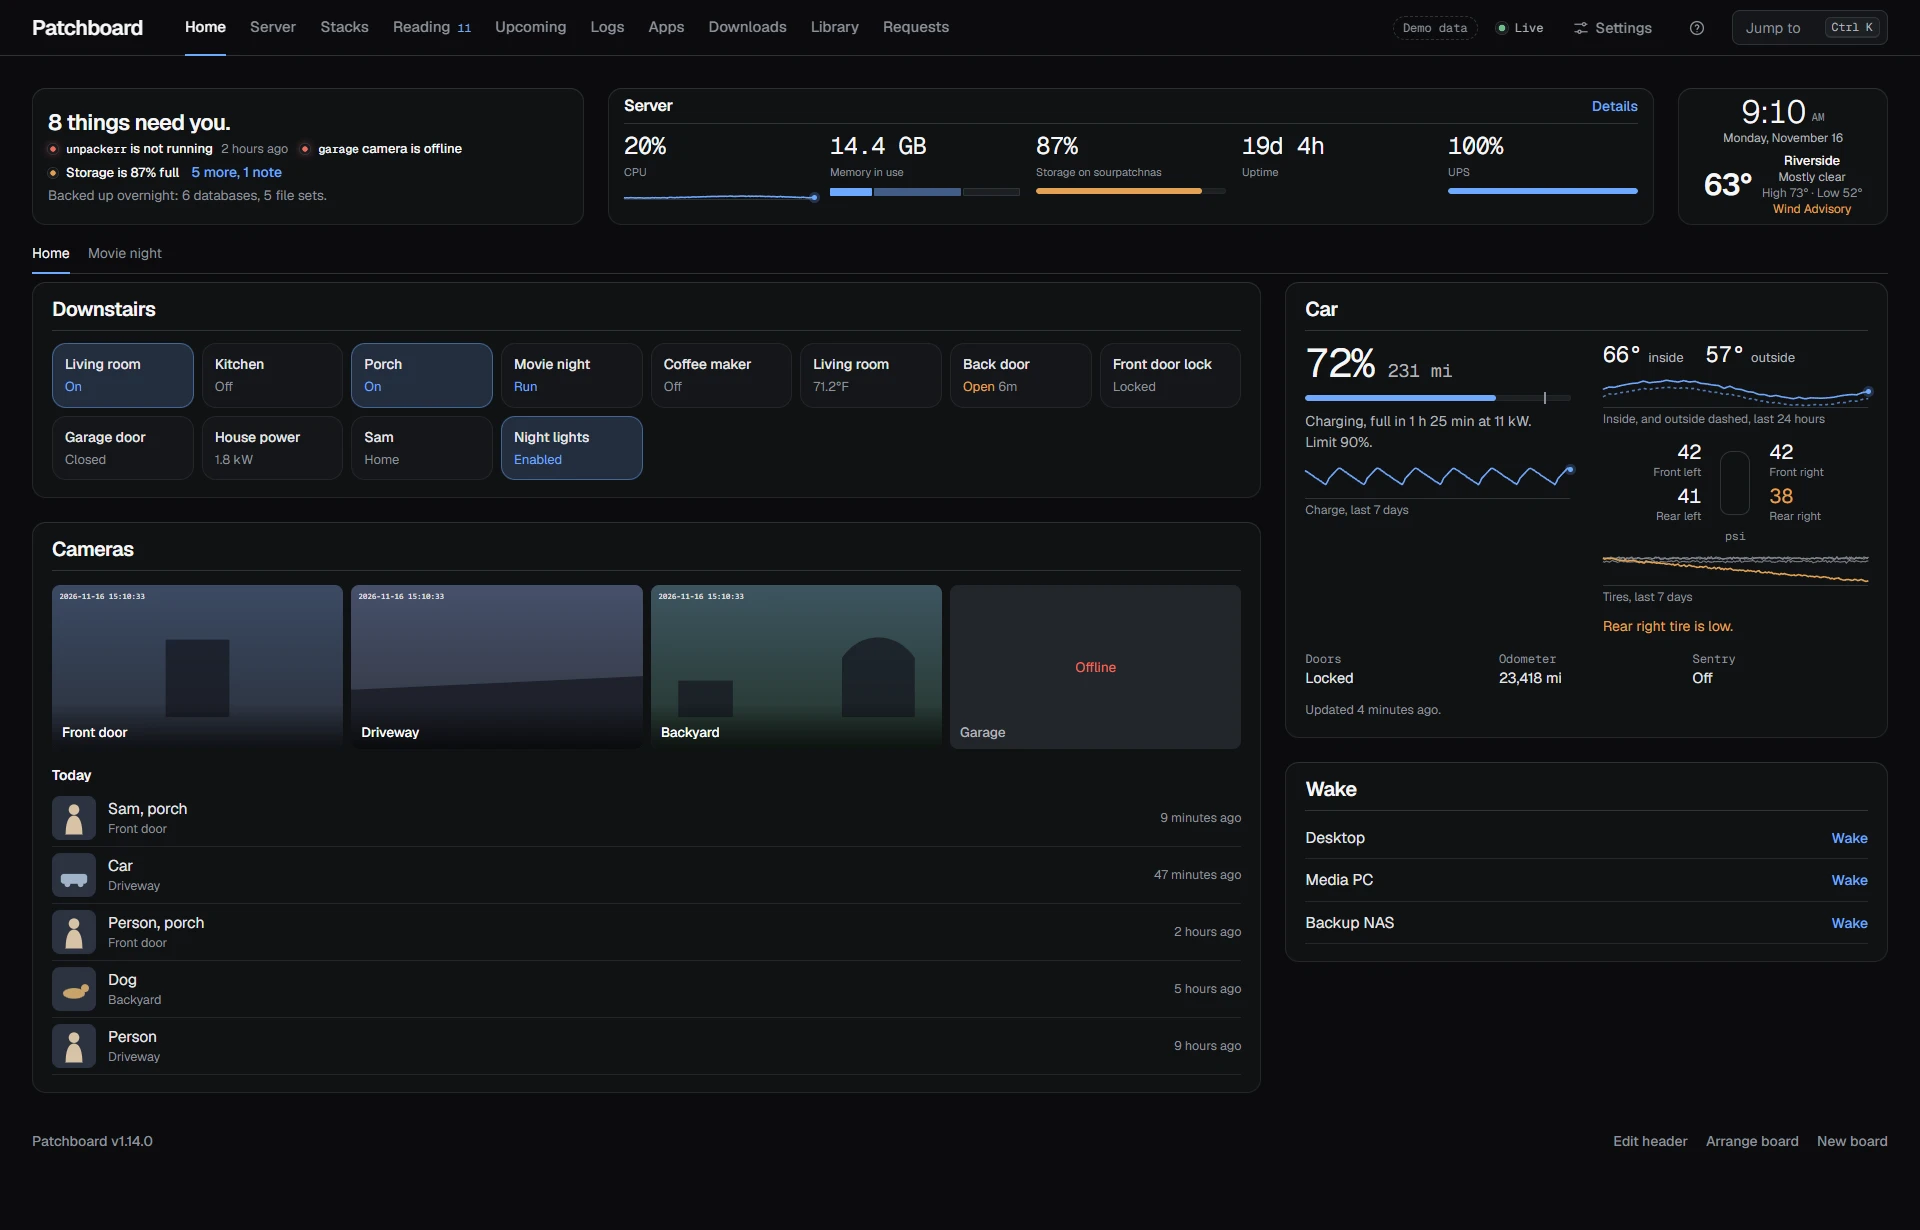 Patchboard
Home
Server
Stacks
Reading 11
Upcoming
Logs
Apps
Downloads
Library
Requests
Demo data
Live
Settings
Jump to
Ctrl K
8 things need you.
unpackerr is not running 2 hours ago garage camera is offline
Storage is 87% full 5 more, 1 note
Backed up overnight: 6 databases, 5 file sets.
Server
Details
20%
CPU
14.4 GB
Memory in use
87%
Storage on sourpatchnas
19d 4h
Uptime
100%
UPS
9:10 AM
Monday, November 16
63°
Riverside
Mostly clear
High 73° · Low 52°
Wind Advisory
Home
Movie night
Downstairs
Living room
On
Kitchen
Off
Porch
On
Movie night
Run
Coffee maker
Off
Living room
71.2°F
Back door
Open 6m
Front door lock
Locked
Garage door
Closed
House power
1.8 kW
Sam
Home
Night lights
Enabled
Cameras
2026-11-16 15:10:33
Front door
2026-11-16 15:10:33
Driveway
2026-11-16 15:10:33
Backyard
Offline
Garage
Today
Sam, porch
Front door
9 minutes ago
Car
Driveway
47 minutes ago
Person, porch
Front door
2 hours ago
Dog
Backyard
5 hours ago
Person
Driveway
9 hours ago
Car
72% 231 mi
Charging, full in 1 h 25 min at 11 kW.
Limit 90%.
Charge, last 7 days
66° inside 57° outside
Inside, and outside dashed, last 24 hours
42
Front left
42
Front right
41
Rear left
38
Rear right
psi
Tires, last 7 days
Rear right tire is low.
Doors
Locked
Odometer
23,418 mi
Sentry
Off
Updated 4 minutes ago.
Wake
Desktop
Wake
Media PC
Wake
Backup NAS
Wake
Patchboard v1.14.0
Edit header
Arrange board
New board